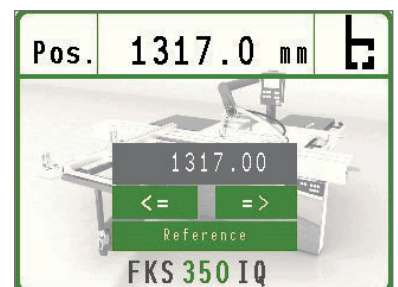 Pos. 1317.0 mm
1317.00
<= =>
Reference
FKS 350 IQ